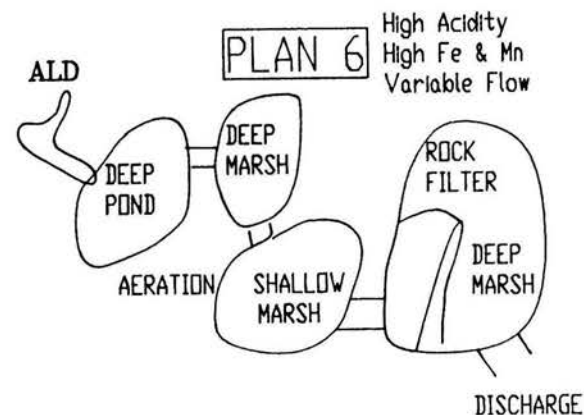 PLAN 6
High Acidity
High Fe & Mn
Variable Flow
ALD
DEEP
POND
DEEP
MARSH
AERATION
SHALLOW
MARSH
ROCK
FILTER
DEEP
MARSH
DISCHARGE